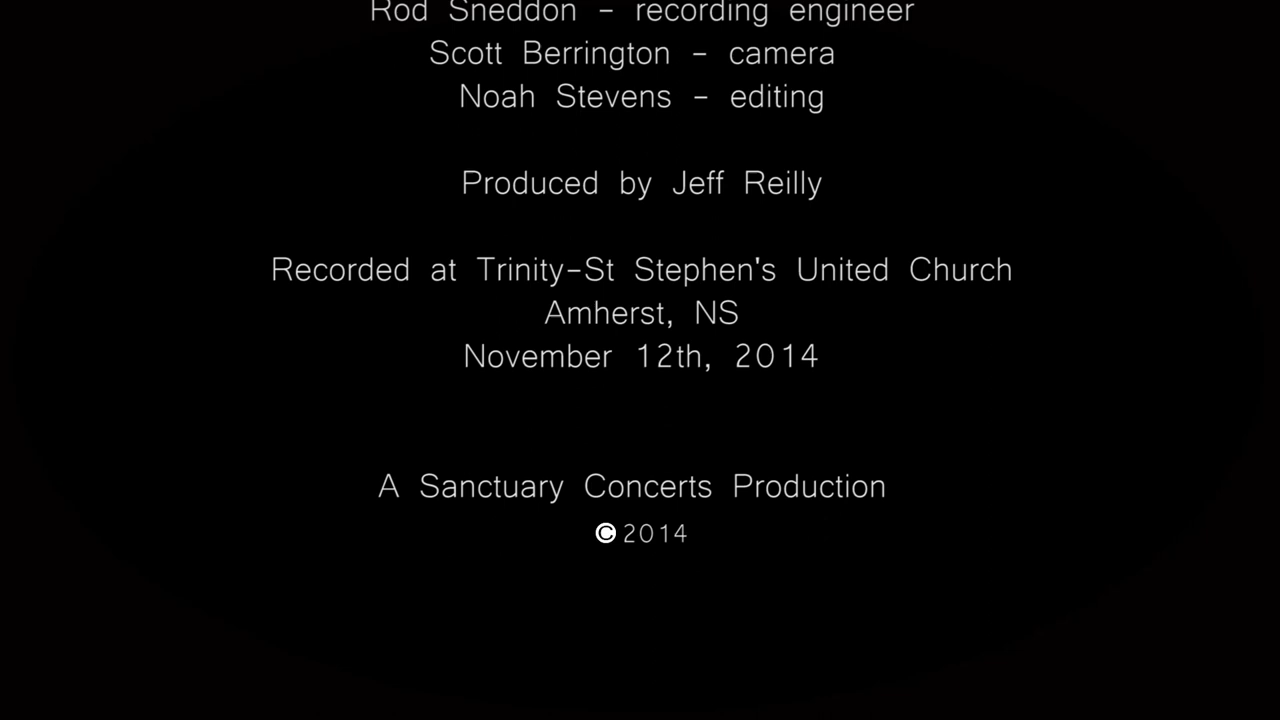 Rod Sneddon - recording engineer
Scott Berrington - camera
Noah Stevens - editing
Produced by Jeff Reilly
Recorded at Trinity-St Stephen's United Church
Amherst, NS
November 12th, 2014
A Sanctuary Concerts Production
© 2014